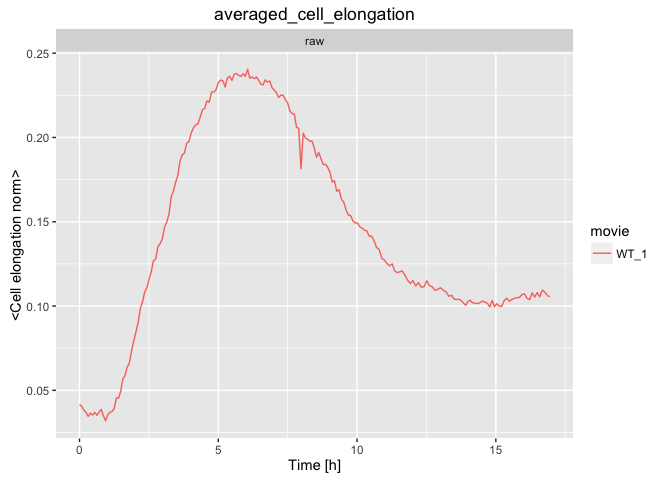 averaged_cell_elongation
raw
0.25
0.20
0.15
0.10
0.05
<Cell elongation norm>
0 5 10 15
Time [h]
movie
WT_1